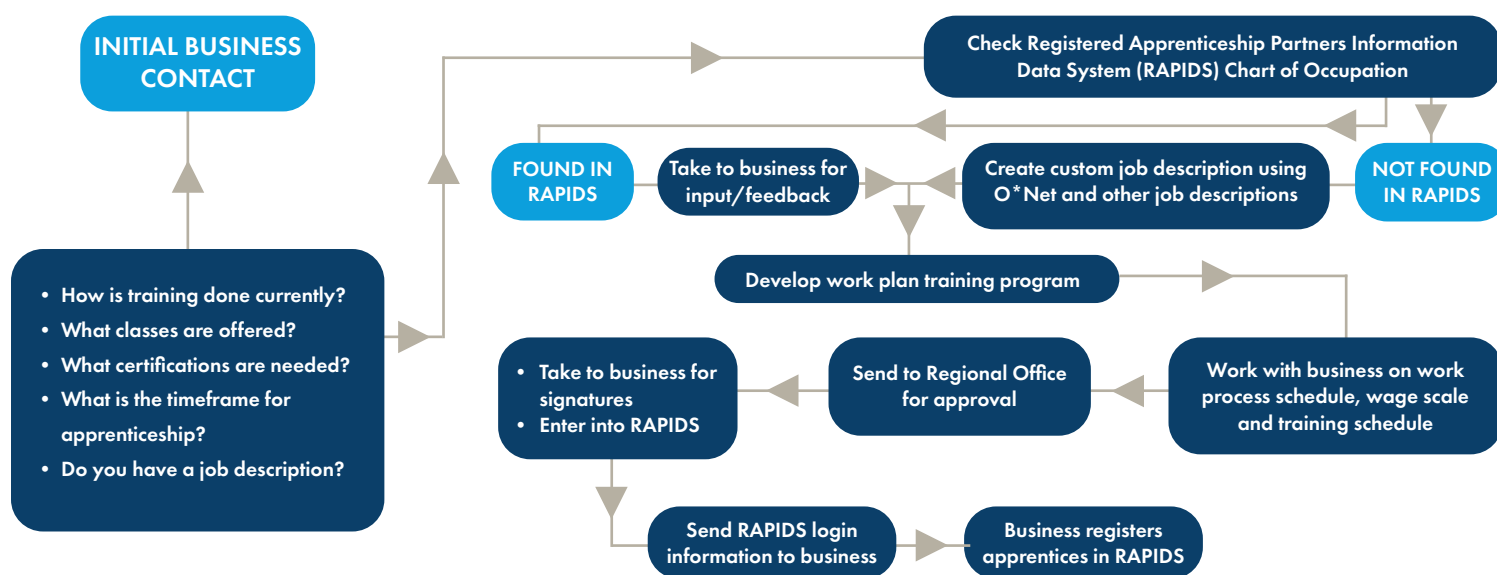 INITIAL BUSINESS
CONTACT
• How is training done currently?
• What classes are offered?
• What certifications are needed?
• What is the timeframe for
apprenticeship?
• Do you have a job description?
Check Registered Apprenticeship Partners Information
Data System (RAPIDS) Chart of Occupation
FOUND IN
RAPIDS
Take to business for
input/feedback
Create custom job description using
O*Net and other job descriptions
NOT FOUND
IN RAPIDS
Develop work plan training program
Work with business on work
process schedule, wage scale
and training schedule
Send to Regional Office
for approval
• Take to business for
signatures
• Enter into RAPIDS
Send RAPIDS login
information to business
Business registers
apprentices in RAPIDS